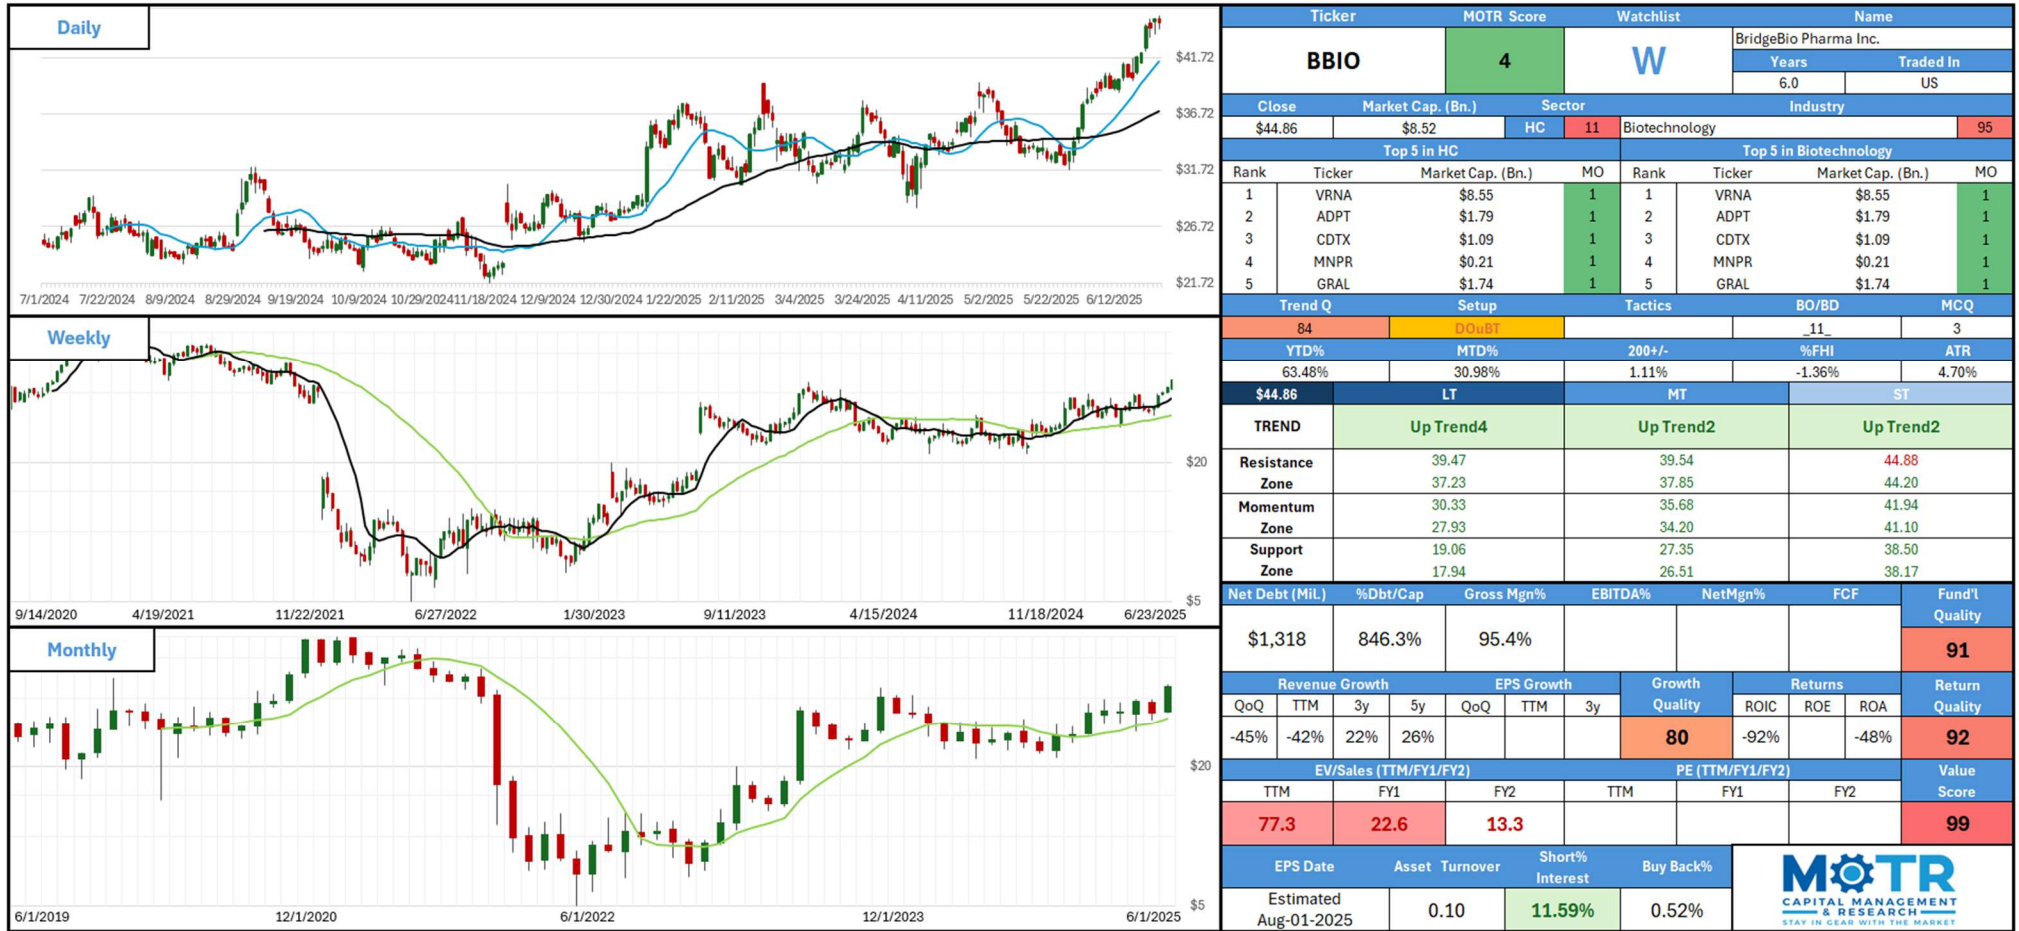 Daily
$41.72
$36.72
$31.72
$26.72
$21.72
7/1/2024 7/22/2024 8/9/2024 8/29/2024 9/19/2024 10/9/2024 10/29/2024 11/18/2024 12/9/2024 12/30/2024 1/22/2025 2/11/2025 3/4/2025 3/24/2025 4/11/2025 5/2/2025 5/22/2025 6/12/2025
Weekly
$20
$5
9/14/2020 4/19/2021 11/22/2021 6/27/2022 1/30/2023 9/11/2023 4/15/2024 11/18/2024 6/23/2025
Monthly
$20
$5
6/1/2019 12/1/2020 6/1/2022 12/1/2023 6/1/2025
Ticker MOTR Score Watchlist Name
BBIO 4 W BridgeBio Pharma Inc.
Years Traded In
6.0 US
Close Market Cap. (Bn.) Sector Industry
$44.86 $8.52 HC 11 Biotechnology 95
Top 5 in HC Top 5 in Biotechnology
Rank Ticker Market Cap. (Bn.) MO Rank Ticker Market Cap. (Bn.) MO
1 VRNA $8.55 1 1 VRNA $8.55 1
2 ADPT $1.79 1 2 ADPT $1.79 1
3 CDTX $1.09 1 3 CDTX $1.09 1
4 MNPR $0.21 1 4 MNPR $0.21 1
5 GRAL $1.74 1 5 GRAL $1.74 1
Trend Q Setup Tactics BO/BD MCQ
84 DOuBT _11_ 3
YTD% MTD% 200+/- %FHI ATR
63.48% 30.98% 1.11% -1.36% 4.70%
$44.86 LT MT ST
TREND Up Trend4 Up Trend2 Up Trend2
Resistance 39.47 39.54 44.88
Zone 37.23 37.85 44.20
Momentum 30.33 35.68 41.94
Zone 27.93 34.20 41.10
Support 19.06 27.35 38.50
Zone 17.94 26.51 38.17
Net Debt (Mil.) %Dbt/Cap Gross Mgn% EBITDA% NetMgn% FCF Fund'l
Quality
$1,318 846.3% 95.4% 91
Revenue Growth EPS Growth Growth Returns Return
QoQ TTM 3y 5y QoQ TTM 3y Quality ROIC ROE ROA Quality
-45% -42% 22% 26% 80 -92% -48% 92
EV/Sales (TTM/FY1/FY2) PE (TTM/FY1/FY2) Value
TTM FY1 FY2 TTM FY1 FY2 Score
77.3 22.6 13.3 99
EPS Date Asset Turnover Short% Buy Back%
Interest
Estimated
Aug-01-2025 0.10 11.59% 0.52%
MOTR
CAPITAL MANAGEMENT
& RESEARCH
STAY IN GEAR WITH THE MARKET